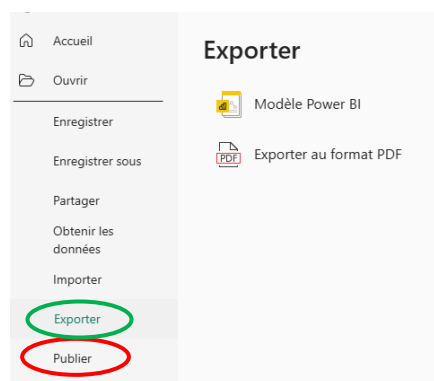 Accueil
Ouvrir
Enregistrer
Enregistrer sous
Partager
Obtenir les
données
Importer
Exporter
Publier
Exporter
Modèle Power BI
PDF
Exporter au format PDF